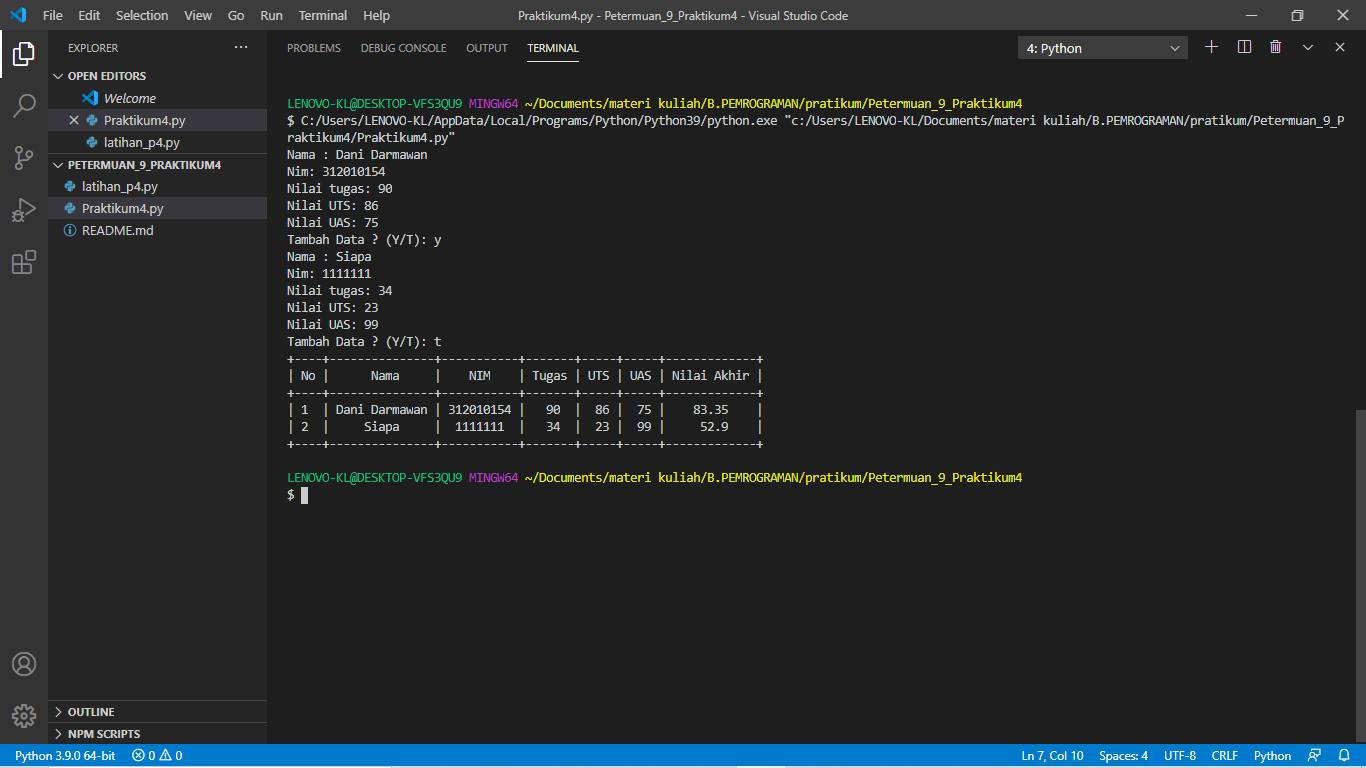 File Edit Selection View Go Run Terminal Help
Praktikum4.py - Petermuan_9_Praktikum4 - Visual Studio Code
EXPLORER ...
OPEN EDITORS
Welcome
Praktikum4.py
latihan_p4.py
PETERMUAN_9_PRAKTIKUM4
latihan_p4.py
Praktikum4.py
README.md
OUTLINE
NPM SCRIPTS
PROBLEMS DEBUG CONSOLE OUTPUT TERMINAL
4: Python
LENOVO-KL@DESKTOP-VFS3QU9 MINGW64 ~/Documents/materi kuliah/B.PEMROGRAMAN/pratikum/Petermuan_9_Praktikum4
$ C:/Users/LENOVO-KL/AppData/Local/Programs/Python/Python39/python.exe "c:/Users/LENOVO-KL/Documents/materi kuliah/B.PEMROGRAMAN/pratikum/Petermuan_9_P
raktikum4/Praktikum4.py"
Nama : Dani Darmawan
Nim: 312010154
Nilai tugas: 90
Nilai UTS: 86
Nilai UAS: 75
Tambah Data ? (Y/T): y
Nama : Siapa
Nim: 1111111
Nilai tugas: 34
Nilai UTS: 23
Nilai UAS: 99
Tambah Data ? (Y/T): t
+----+---------------+-----------+-------+-----+-----+-------------+
| No |      Nama     |    NIM    | Tugas | UTS | UAS | Nilai Akhir |
+----+---------------+-----------+-------+-----+-----+-------------+
| 1  | Dani Darmawan | 312010154 |   90  |  86 |  75 |    83.35    |
| 2  |     Siapa     |  1111111  |   34  |  23 |  99 |     52.9    |
+----+---------------+-----------+-------+-----+-----+-------------+
LENOVO-KL@DESKTOP-VFS3QU9 MINGW64 ~/Documents/materi kuliah/B.PEMROGRAMAN/pratikum/Petermuan_9_Praktikum4
$
Python 3.9.0 64-bit 0 0 Ln 7, Col 10 Spaces: 4 UTF-8 CRLF Python